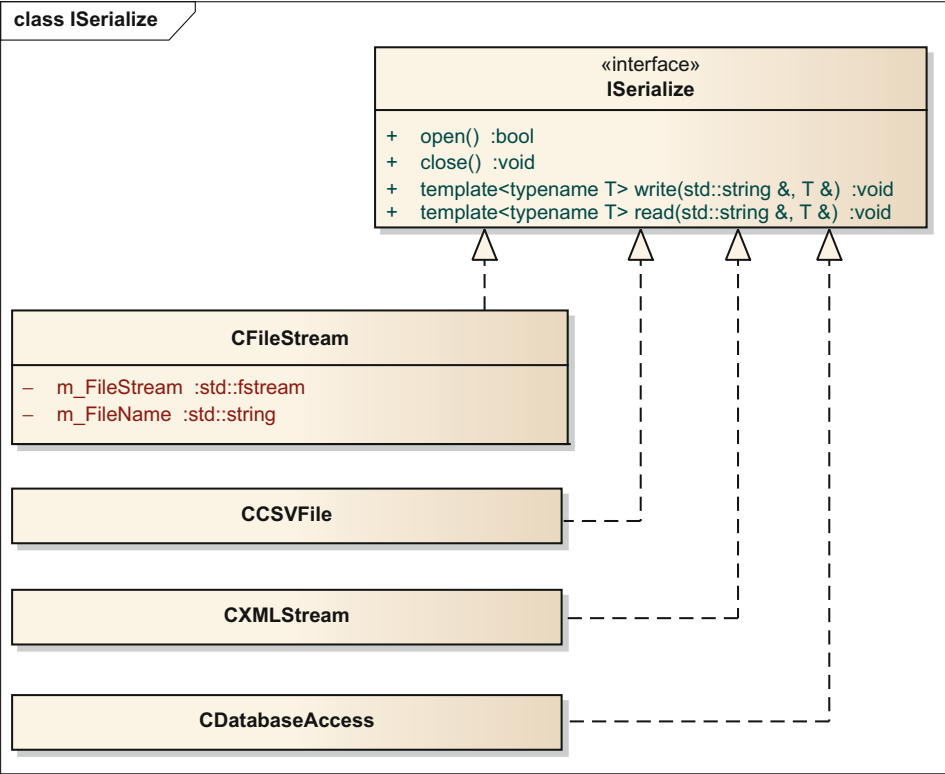 class ISerialize
«interface»
ISerialize
+ open() :bool
+ close() :void
+ template<typename T> write(std::string &, T &) :void
+ template<typename T> read(std::string &, T &) :void
CFileStream
– m_FileStream :std::fstream
– m_FileName :std::string
CCSVFile
CXMLStream
CDatabaseAccess